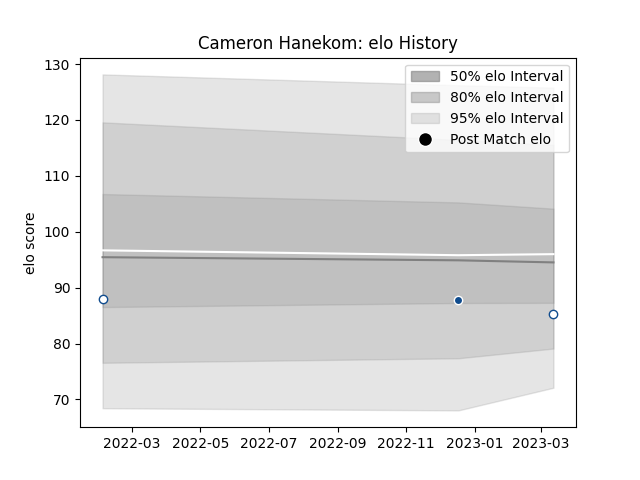 Cameron Hanekom: elo History
130
120
110
100
90
80
70
elo score
50% elo Interval
80% elo Interval
95% elo Interval
Post Match elo
2022-03 2022-05 2022-07 2022-09 2022-11 2023-01 2023-03